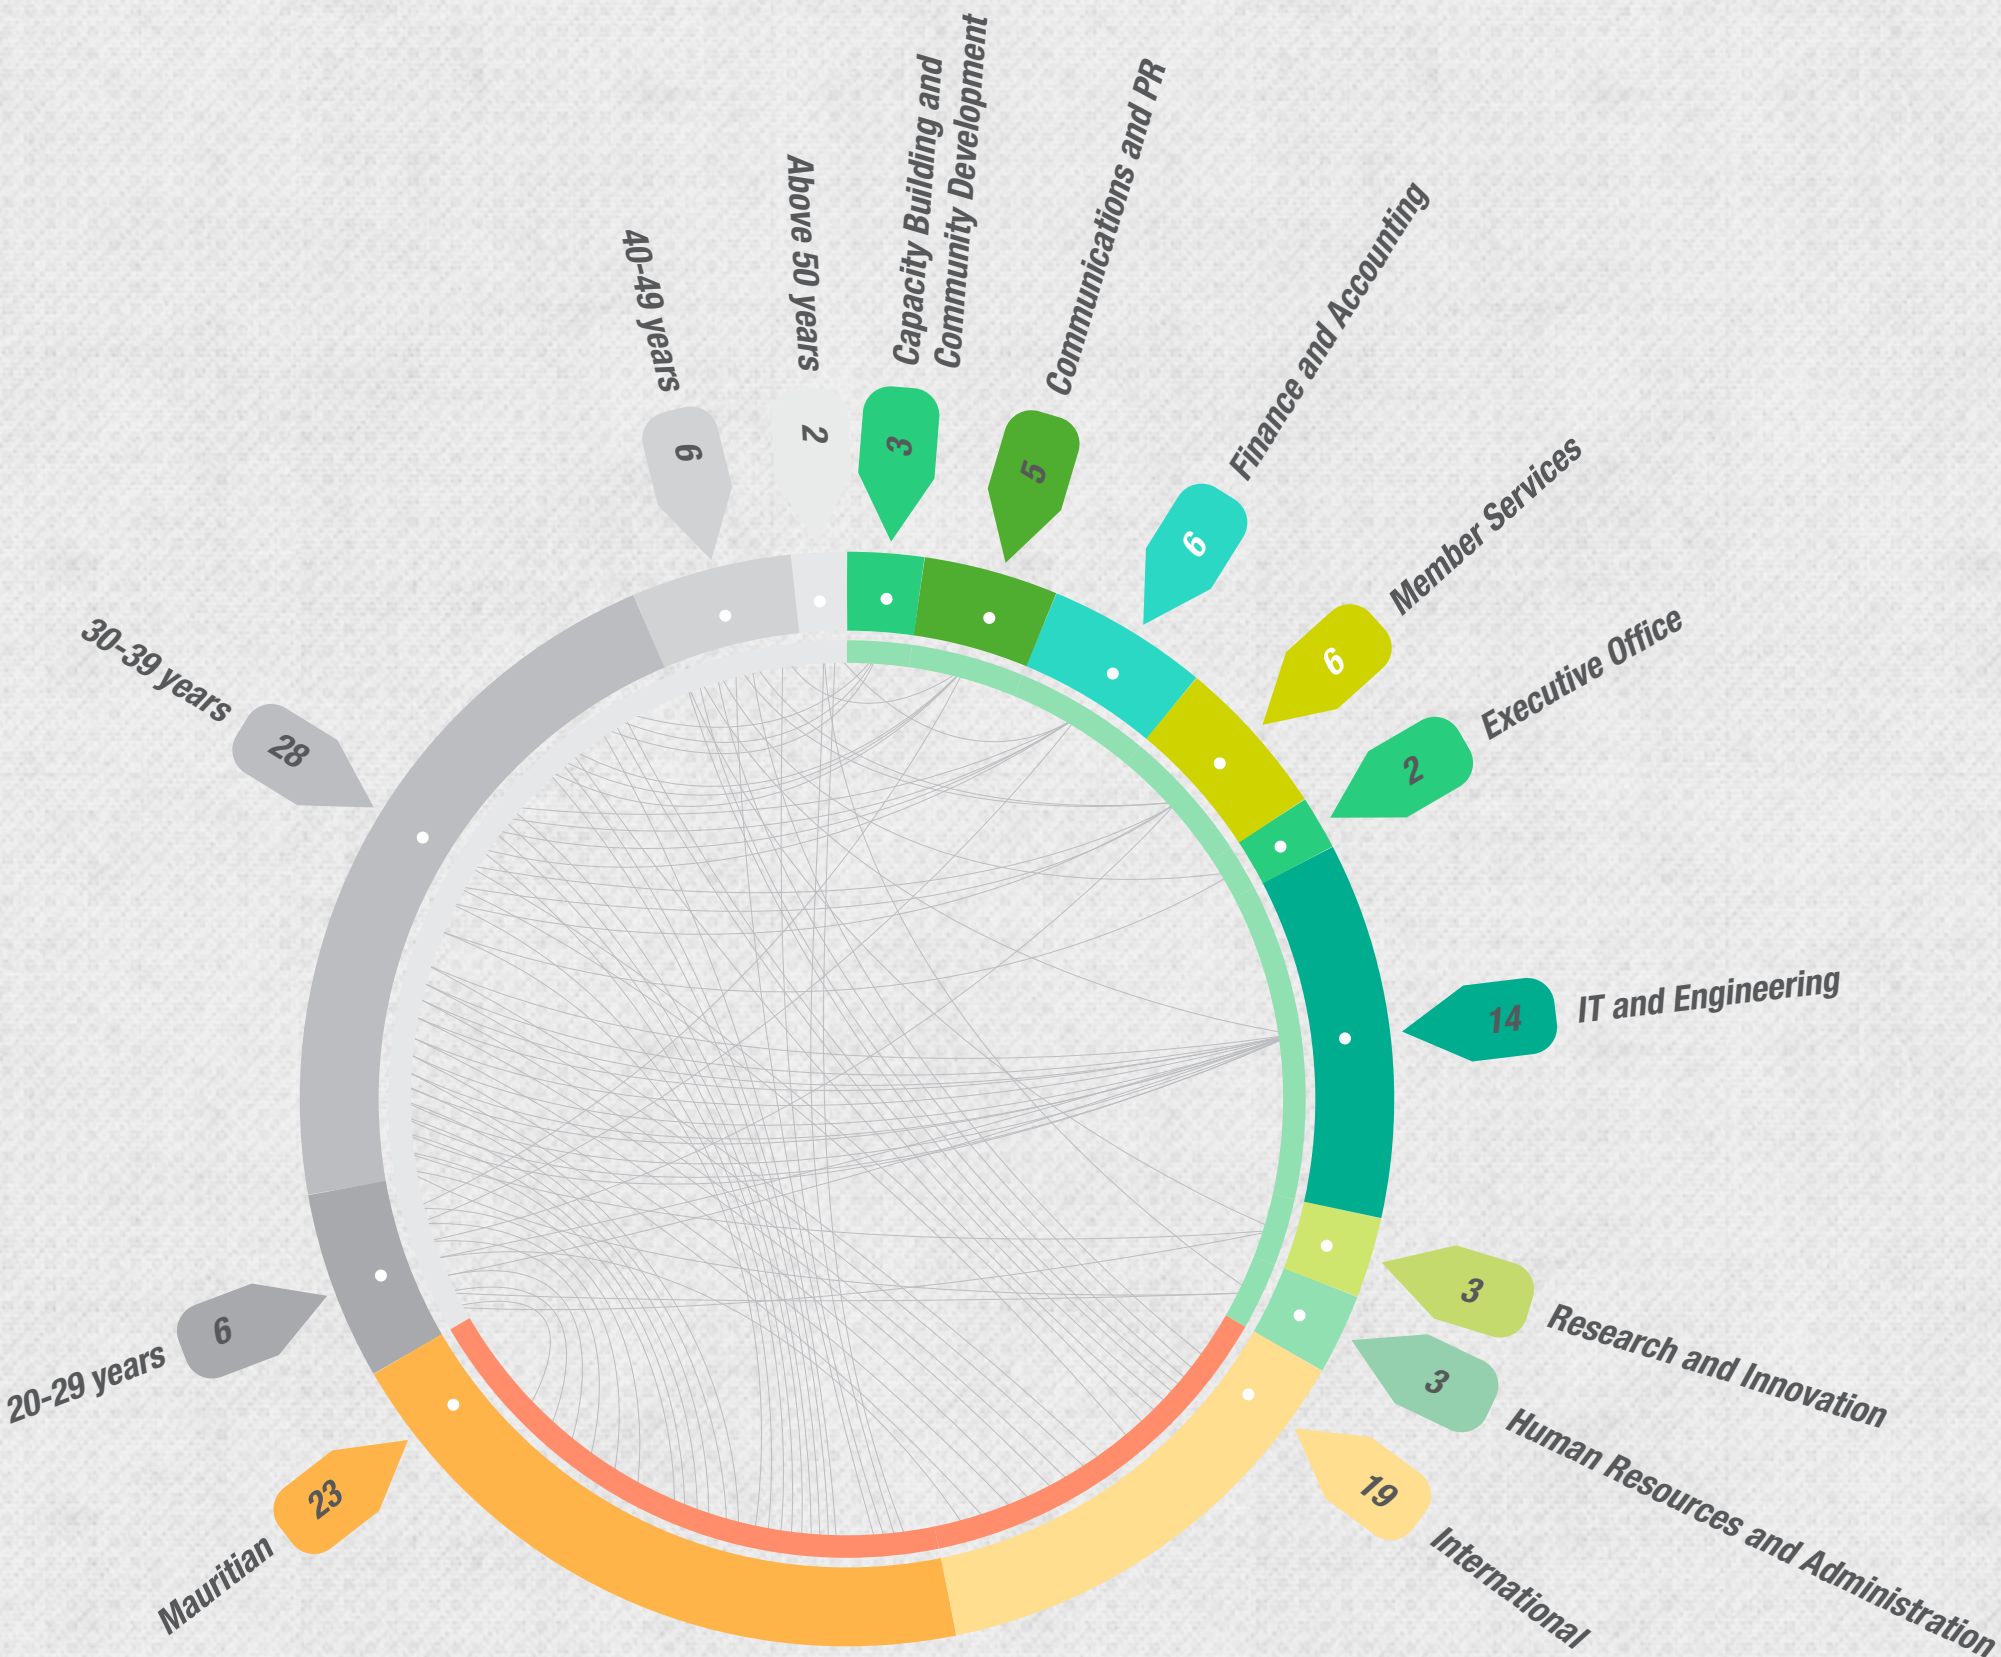 Capacity Building and
Community Development
3
Communications and PR
5
Finance and Accounting
6
Member Services
6
Executive Office
2
IT and Engineering
14
Research and Innovation
3
Human Resources and Administration
3
International
19
Mauritian
23
20-29 years
6
30-39 years
28
40-49 years
6
Above 50 years
2